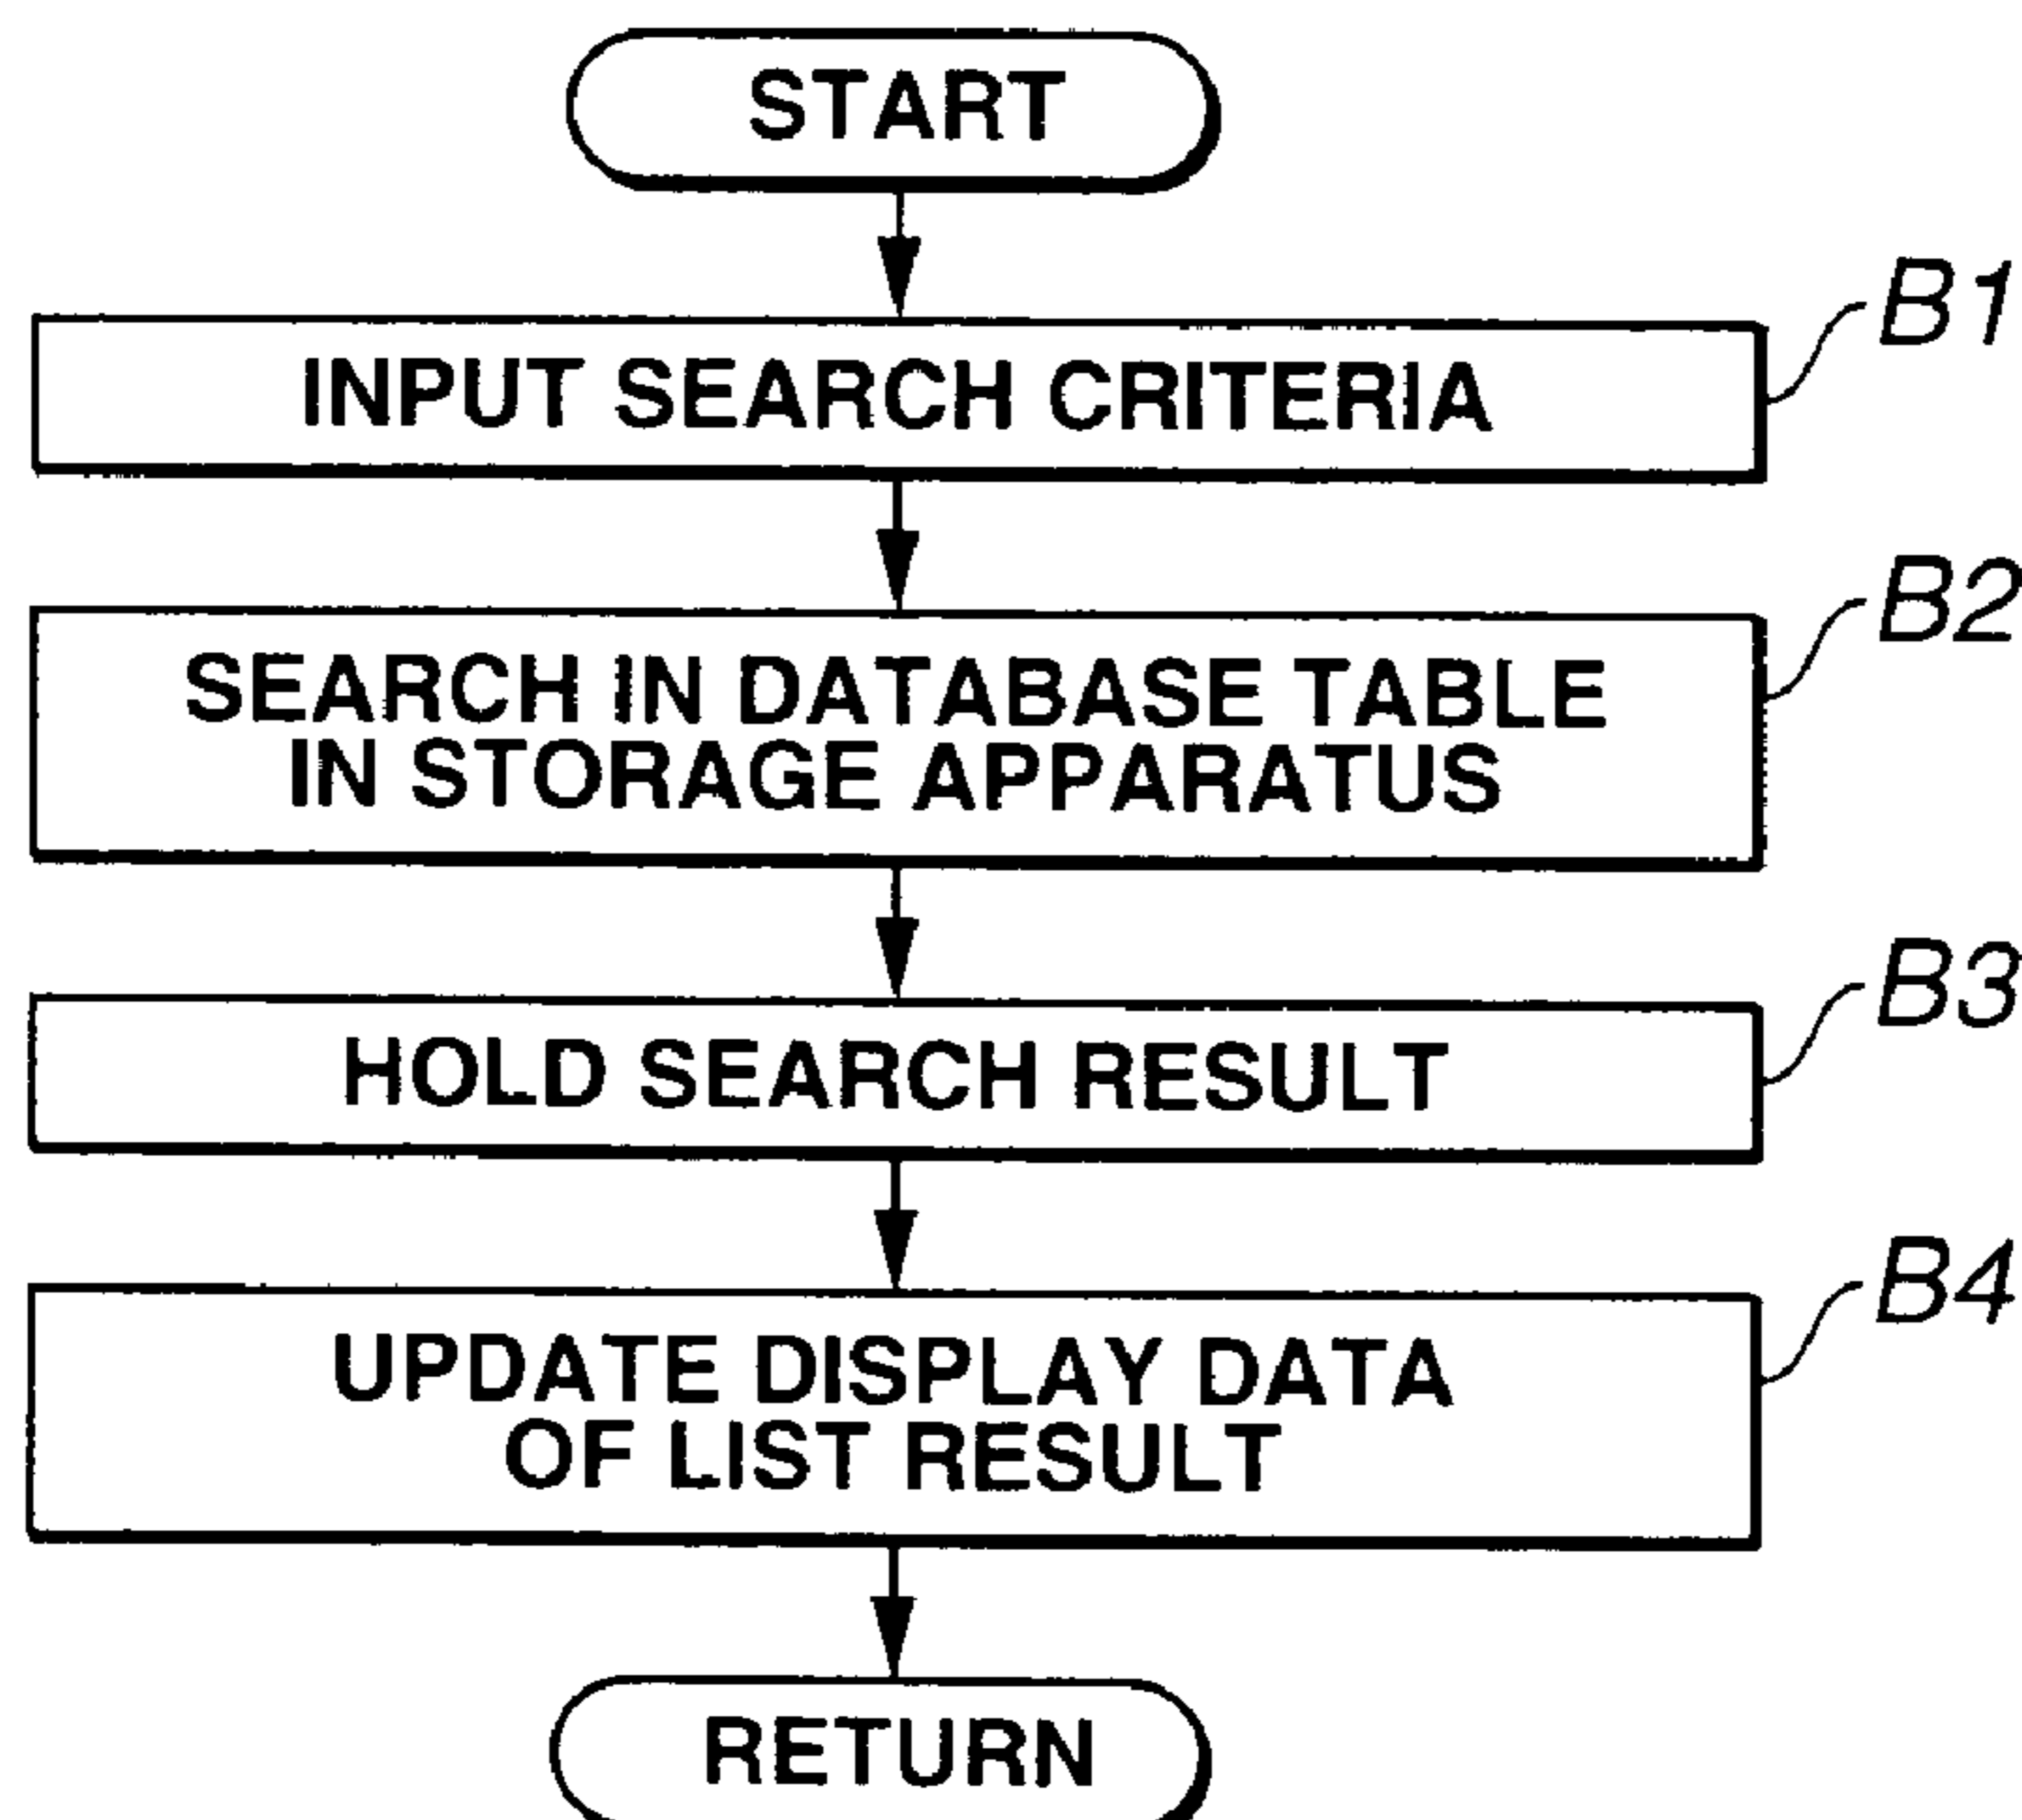 START
INPUT SEARCH CRITERIA
B1
SEARCH IN DATABASE TABLE
IN STORAGE APPARATUS
B2
HOLD SEARCH RESULT
B3
UPDATE DISPLAY DATA
OF LIST RESULT
B4
RETURN